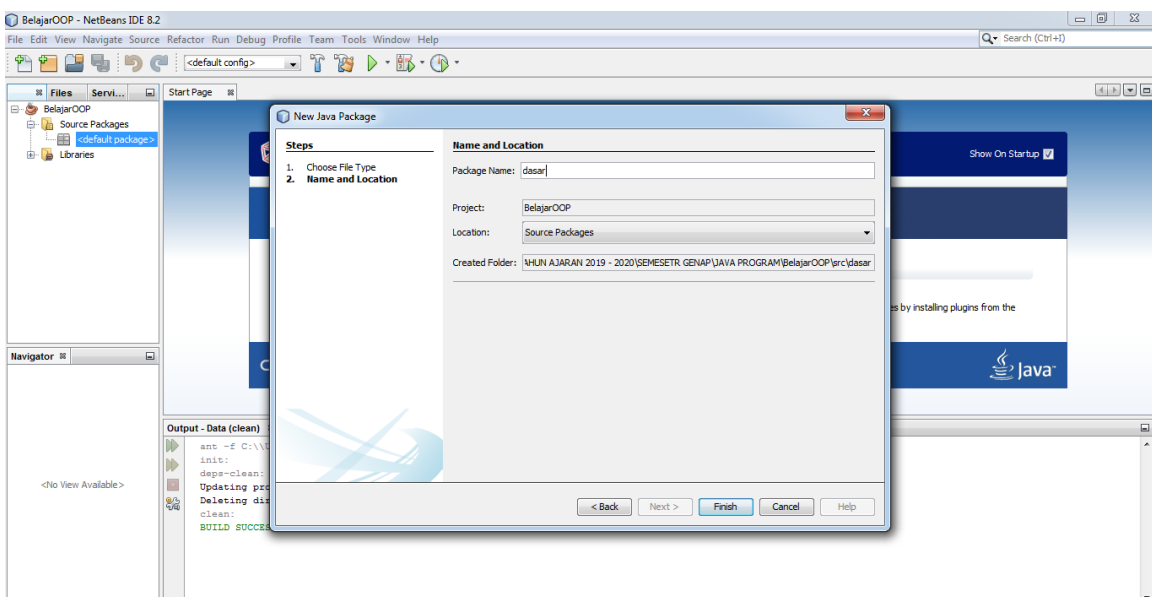 BelajarOOP - NetBeans IDE 8.2
File Edit View Navigate Source Refactor Run Debug Profile Team Tools Window Help
Search (Ctrl+I)
<default config>
Files Servi...
Start Page
BelajarOOP
Source Packages
<default package>
Libraries
New Java Package
Steps
1. Choose File Type
2. Name and Location
Name and Location
Package Name: dasar
Project: BelajarOOP
Location: Source Packages
Created Folder: AHUN AJARAN 2019 - 2020\SEMESETR GENAP\JAVA PROGRAM\BelajarOOP\src\dasar
< Back Next > Finish Cancel Help
Show On Startup
es by installing plugins from the
Java
Navigator
<No View Available>
Output - Data (clean)
ant -f C:\\
init:
deps-clean:
Updating pro
Deleting dir
clean:
BUILD SUCCES